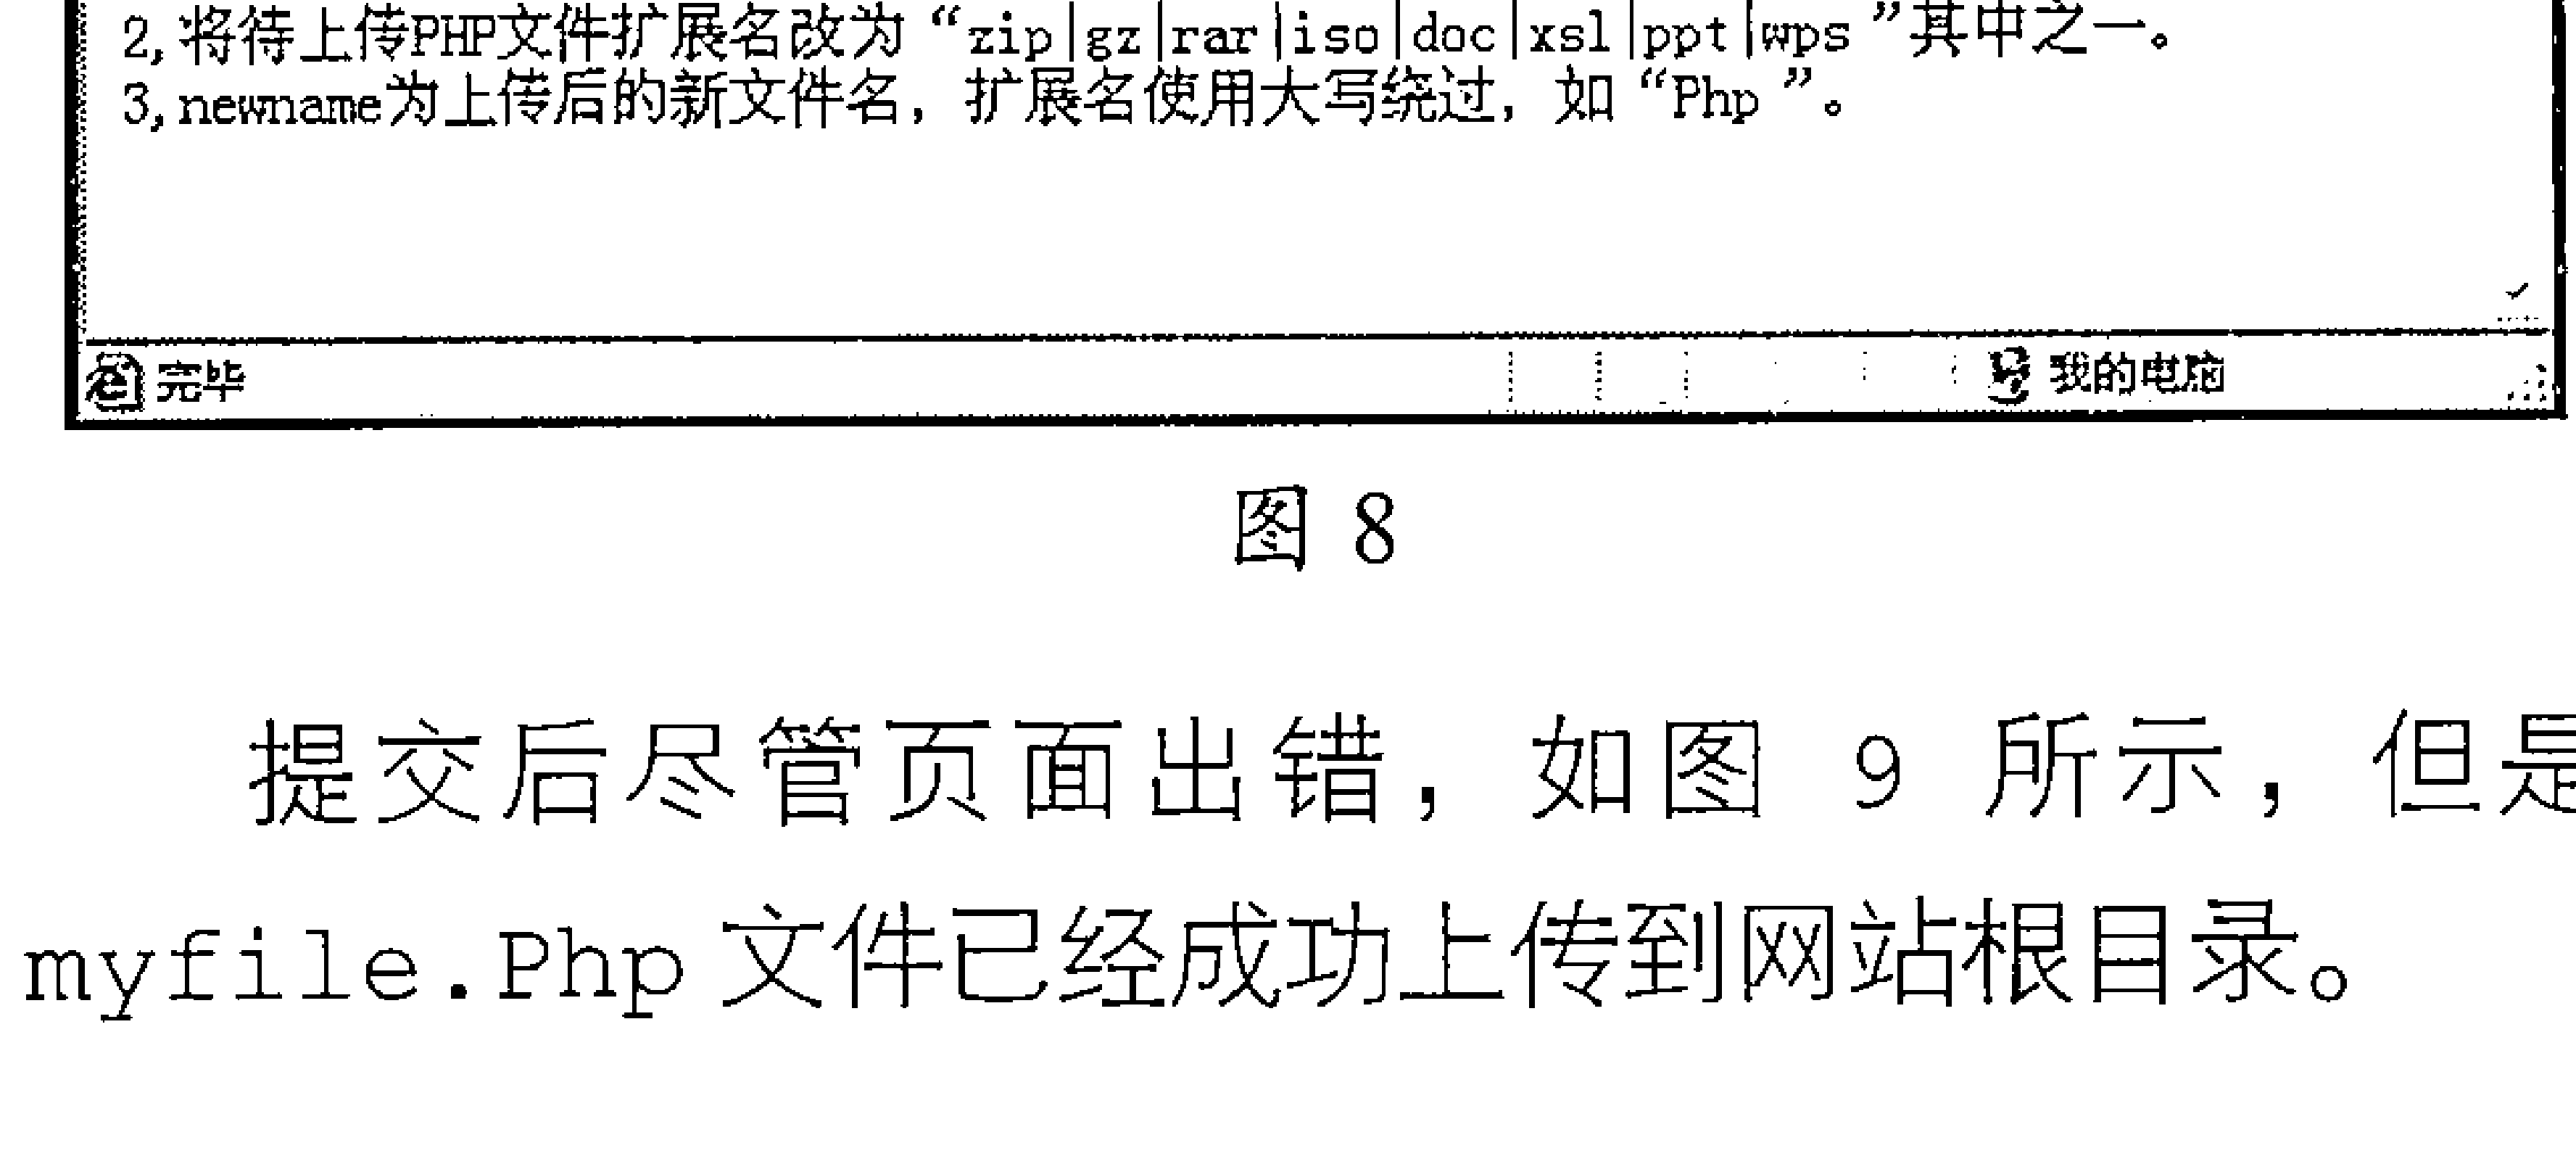 2,将待上传PHP文件扩展名改为“zip|gz|rar|iso|doc|xsl|ppt|wps”其中之一。
3,newname为上传后的新文件名，扩展名使用大写绕过，如“Php”。
完毕 我的电脑
图 8
提交后尽管页面出错，如图 9 所示，但是
myfile.Php 文件已经成功上传到网站根目录。